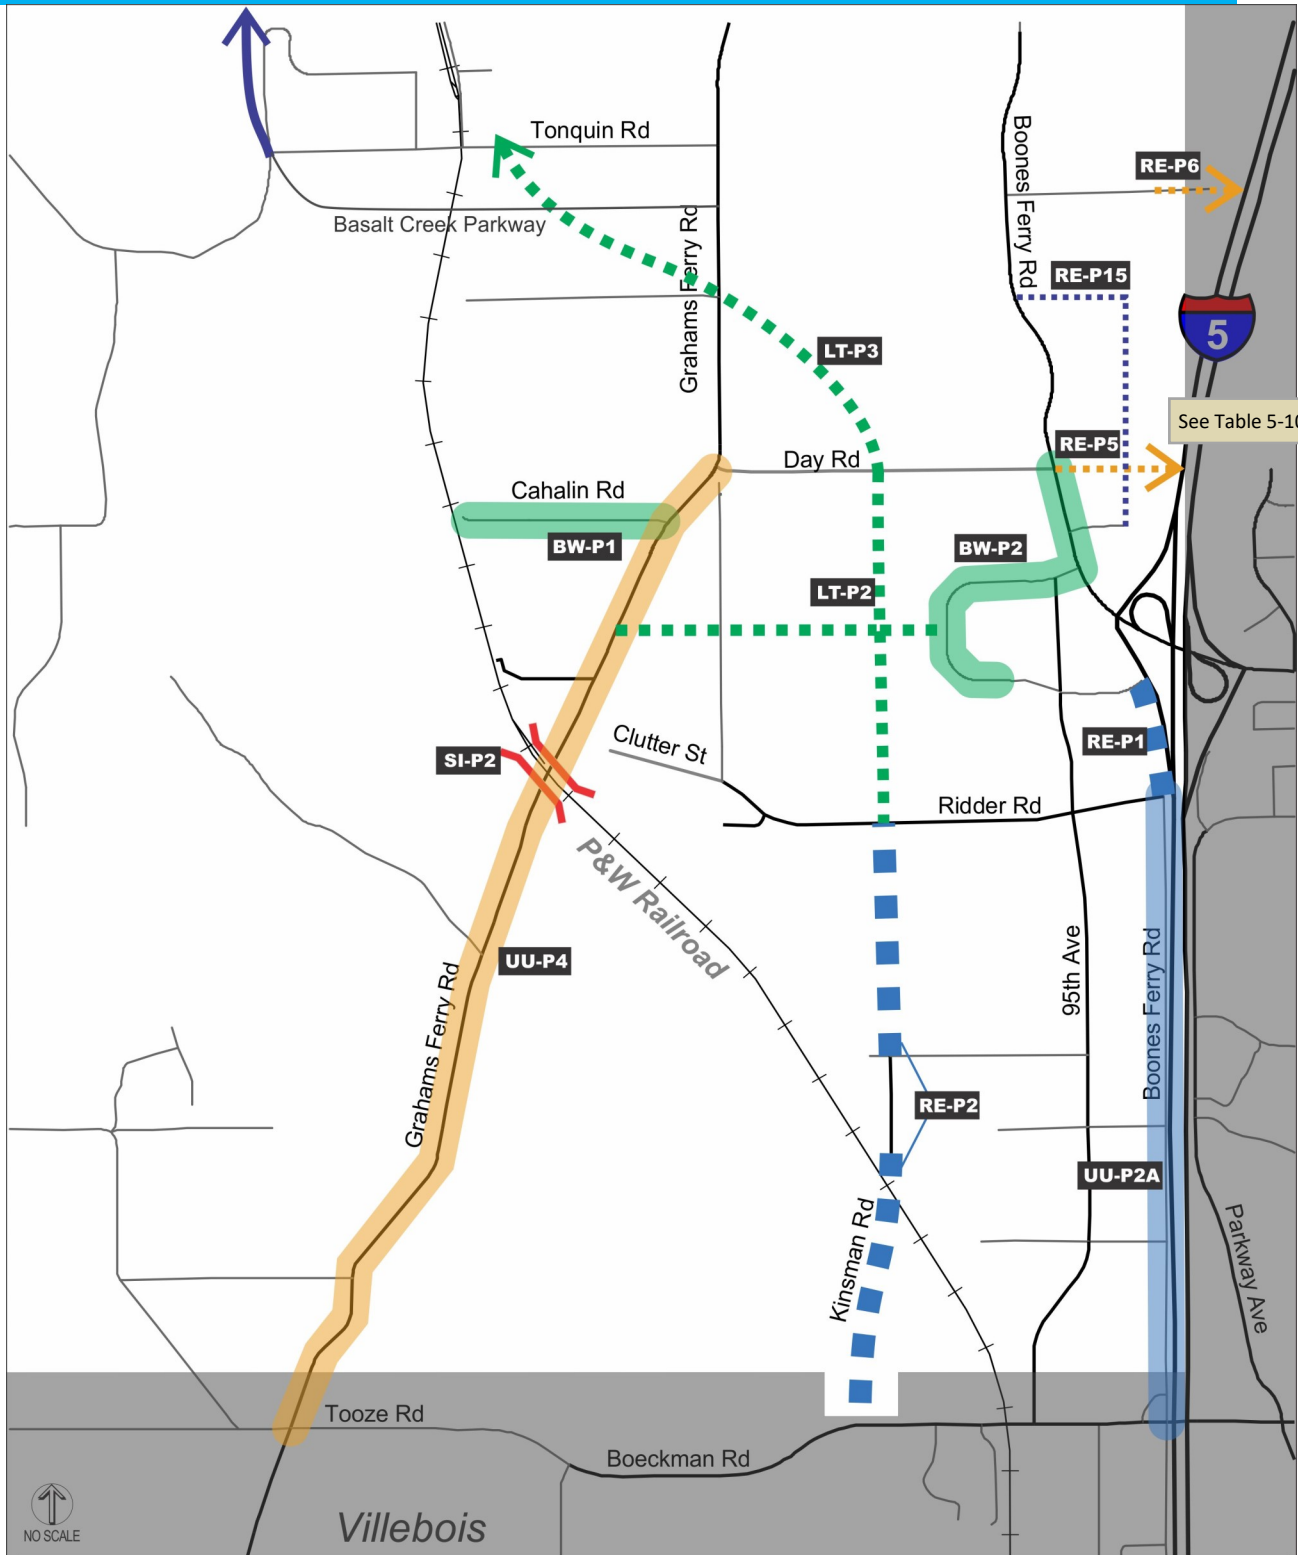 Tonquin Rd
Boones Ferry Rd
RE-P6
Basalt Creek Parkway
Grahams Ferry Rd
RE-P15
5
LT-P3
See Table 5-10
RE-P5
Day Rd
Cahalin Rd
BW-P1
BW-P2
LT-P2
Clutter St
RE-P1
SI-P2
Ridder Rd
P&W Railroad
UU-P4
95th Ave
Boones Ferry Rd
Grahams Ferry Rd
RE-P2
UU-P2A
Kinsman Rd
Parkway Ave
Tooze Rd
Boeckman Rd
Villebois
NO SCALE